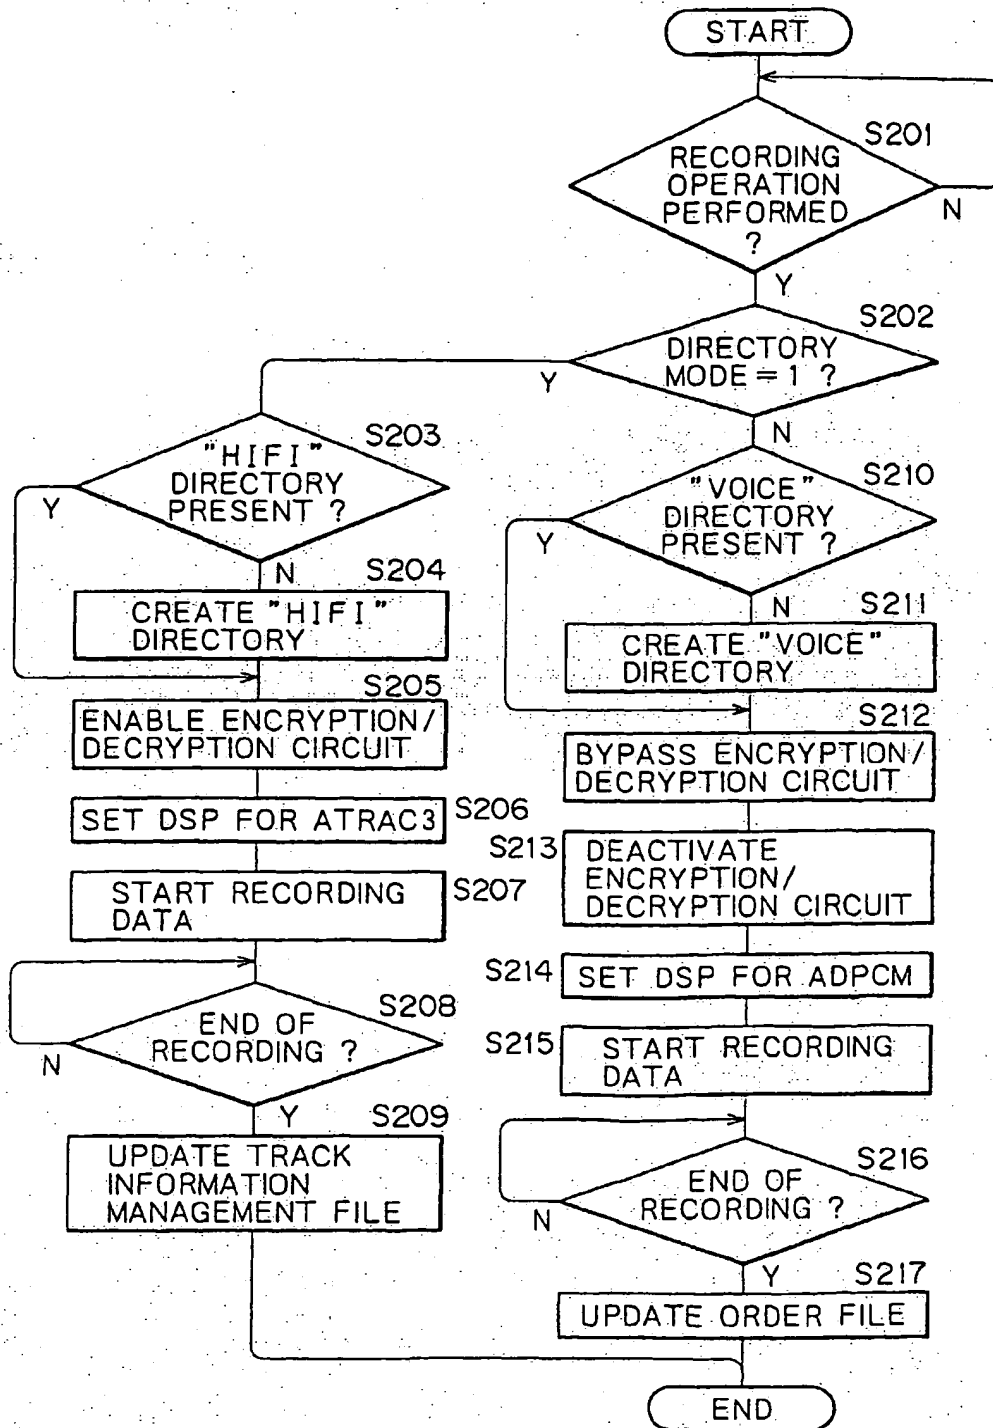 START
S201
RECORDING
OPERATION
PERFORMED
?
N
Y
S202
DIRECTORY
MODE = 1 ?
Y
N
S203
"HIFI"
DIRECTORY
PRESENT ?
Y
N
S204
CREATE "HIFI"
DIRECTORY
S205
ENABLE ENCRYPTION/
DECRYPTION CIRCUIT
SET DSP FOR ATRAC3
S206
START RECORDING
DATA
S207
S208
END OF
RECORDING ?
N
Y
S209
UPDATE TRACK
INFORMATION
MANAGEMENT FILE
S210
"VOICE"
DIRECTORY
PRESENT ?
Y
N
S211
CREATE "VOICE"
DIRECTORY
S212
BYPASS ENCRYPTION/
DECRYPTION CIRCUIT
S213
DEACTIVATE
ENCRYPTION/
DECRYPTION CIRCUIT
S214
SET DSP FOR ADPCM
S215
START RECORDING
DATA
S216
END OF
RECORDING ?
N
Y
S217
UPDATE ORDER FILE
END